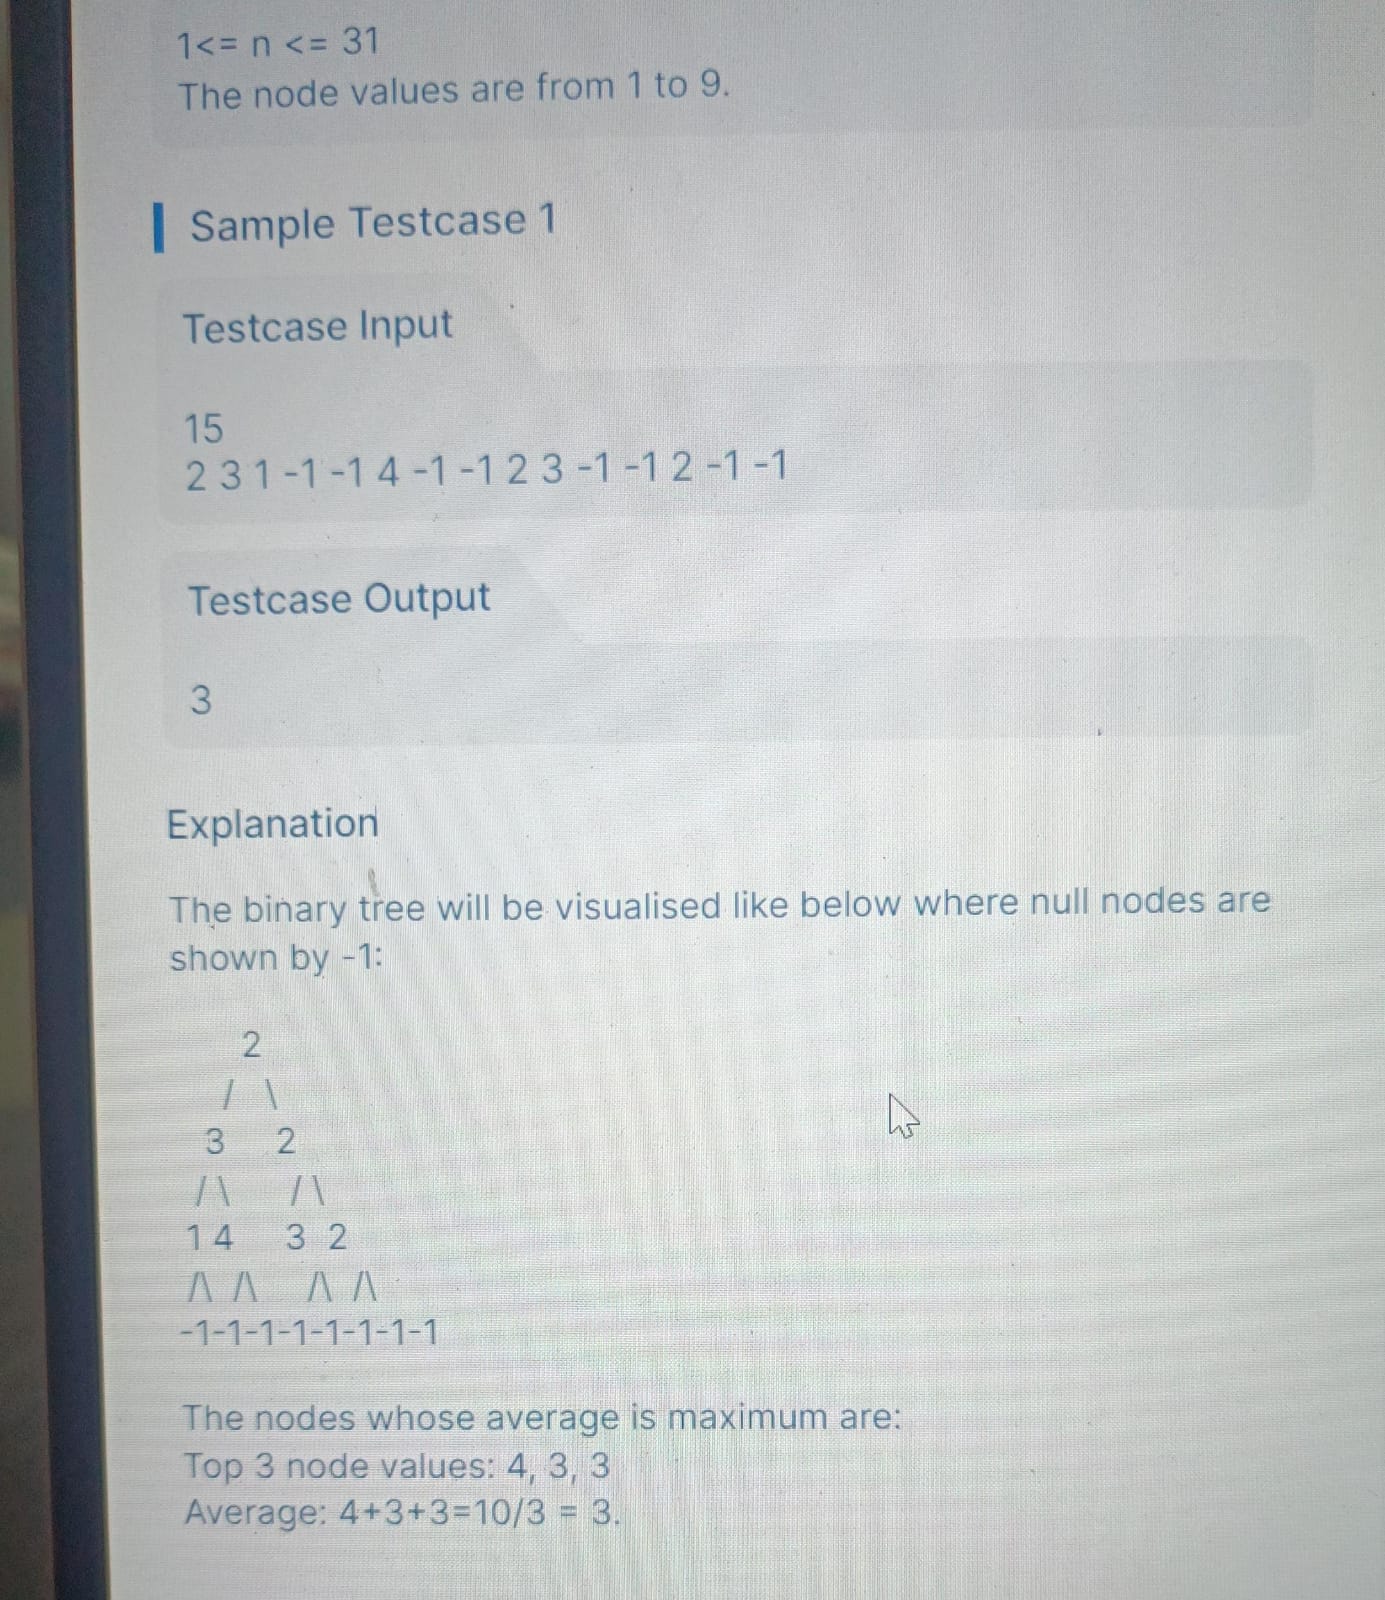 1<= n <= 31
The node values are from 1 to 9.
Sample Testcase 1
Testcase Input
15
2 3 1 -1 -1 4 -1 -1 2 3 -1 -1 2 -1 -1
Testcase Output
3
Explanation
The binary tree will be visualised like below where null nodes are
shown by -1:
2
/ \
3 2
/\ /\
1 4 3 2
/\ /\ /\ /\
-1-1-1-1-1-1-1-1
The nodes whose average is maximum are:
Top 3 node values: 4, 3, 3
Average: 4+3+3=10/3 = 3.